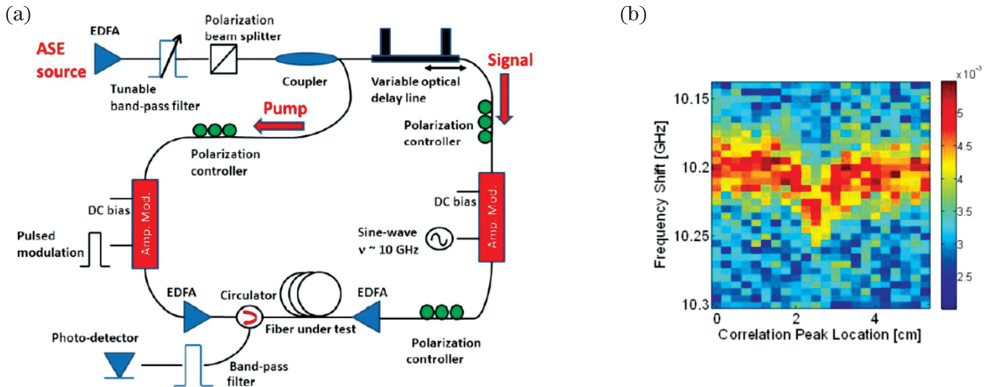 (a)
EDFA
Polarization
beam splitter
ASE
source
Tunable
band-pass filter
Coupler
Variable optical
delay line
Signal
Pump
Polarization
controller
Polarization
controller
DC bias
Amp. Mod.
Pulsed
modulation
DC bias
Amp. Mod.
Sine-wave
ν ~ 10 GHz
EDFA
Circulator
EDFA
Fiber under test
Photo-detector
Band-pass
filter
Polarization
controller
(b)
x 10⁻³
10.15
10.2
10.25
10.3
Frequency Shift [GHz]
0
2
4
Correlation Peak Location [cm]
5.5
5
4.5
4
3.5
3
2.5